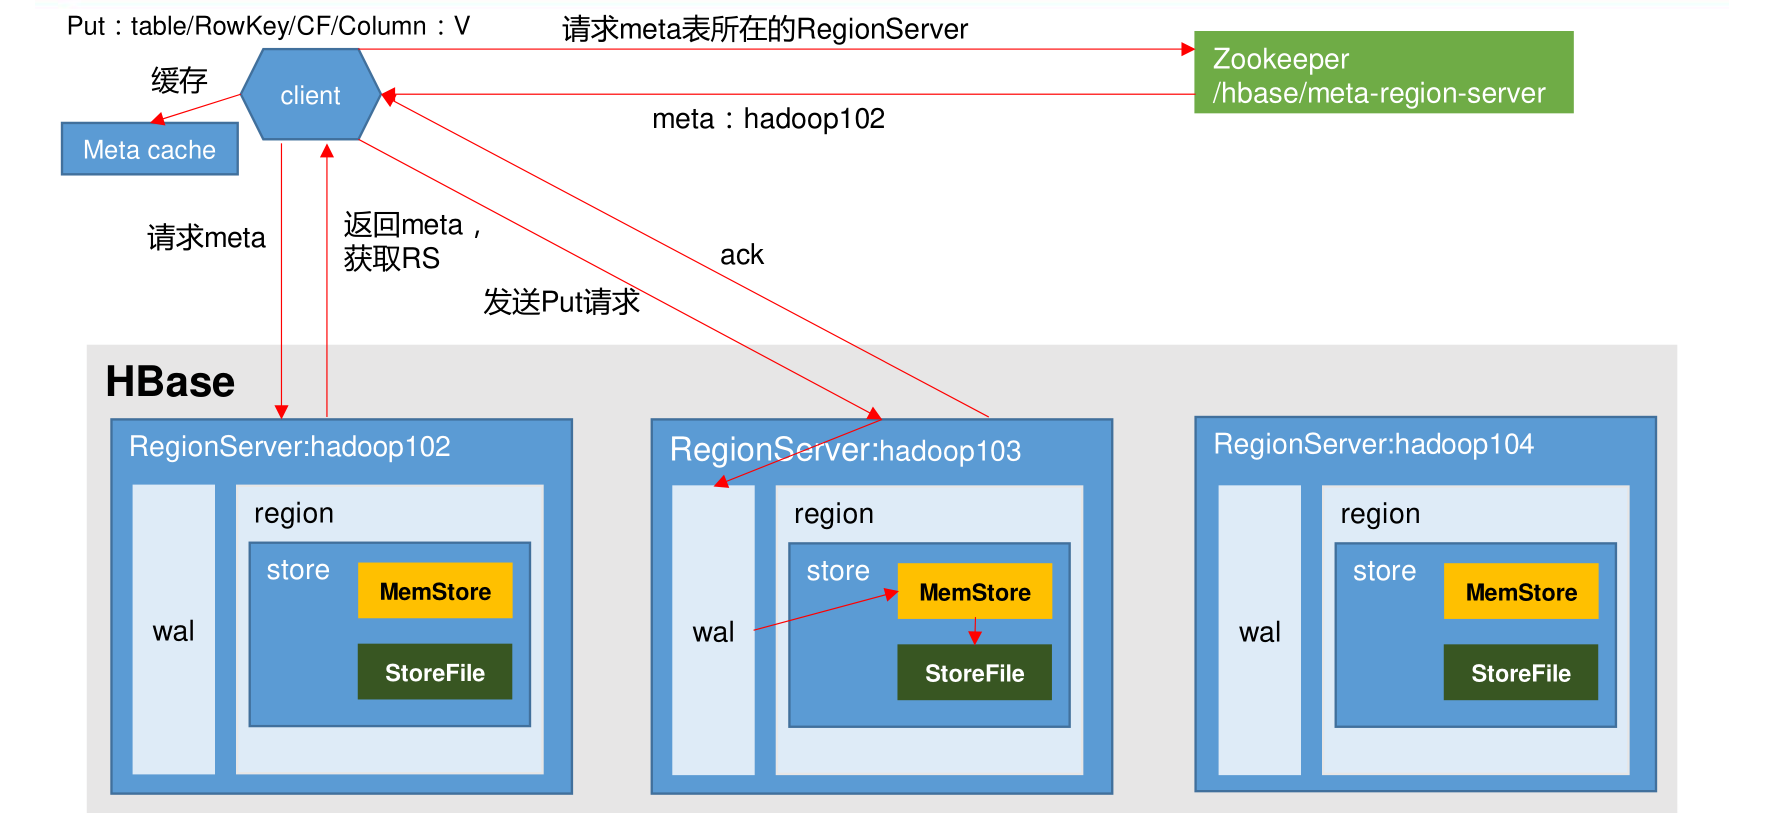 Put：table/RowKey/CF/Column：V
请求meta表所在的RegionServer
Zookeeper
/hbase/meta-region-server
缓存
client
meta：hadoop102
Meta cache
请求meta
返回meta，
获取RS
ack
发送Put请求
HBase
RegionServer:hadoop102
wal
region
store
MemStore
StoreFile
RegionServer:hadoop103
wal
region
store
MemStore
StoreFile
RegionServer:hadoop104
wal
region
store
MemStore
StoreFile